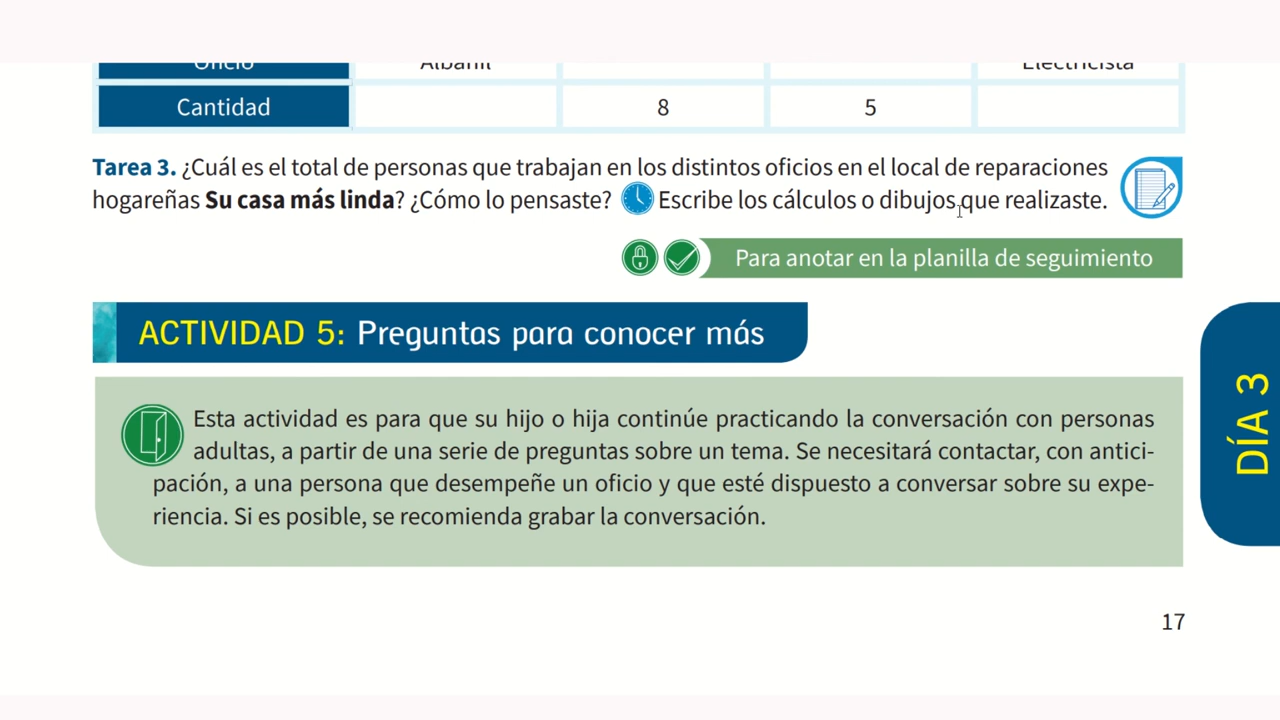 Oficio Albañil Electricista
Cantidad 8 5
Tarea 3. ¿Cuál es el total de personas que trabajan en los distintos oficios en el local de reparaciones
hogareñas Su casa más linda? ¿Cómo lo pensaste? Escribe los cálculos o dibujos que realizaste.
Para anotar en la planilla de seguimiento
ACTIVIDAD 5: Preguntas para conocer más
Esta actividad es para que su hijo o hija continúe practicando la conversación con personas
adultas, a partir de una serie de preguntas sobre un tema. Se necesitará contactar, con antici-
pación, a una persona que desempeñe un oficio y que esté dispuesto a conversar sobre su expe-
riencia. Si es posible, se recomienda grabar la conversación.
DÍA 3
17